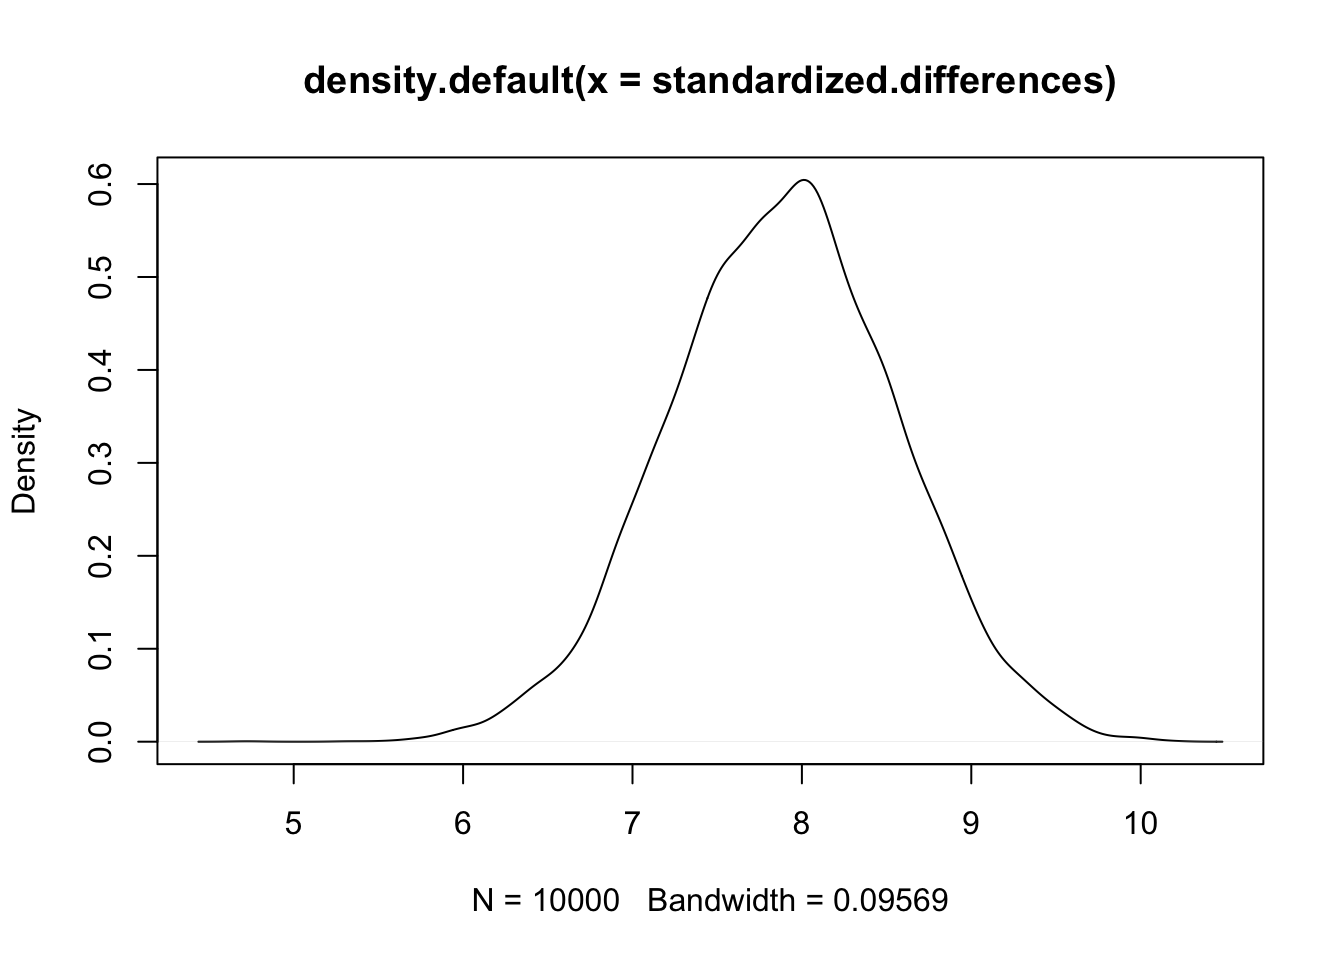 density.default(x = standardized.differences)
0.6
0.5
0.4
0.3
0.2
0.1
0.0
Density
5 6 7 8 9 10
N = 10000 Bandwidth = 0.09569